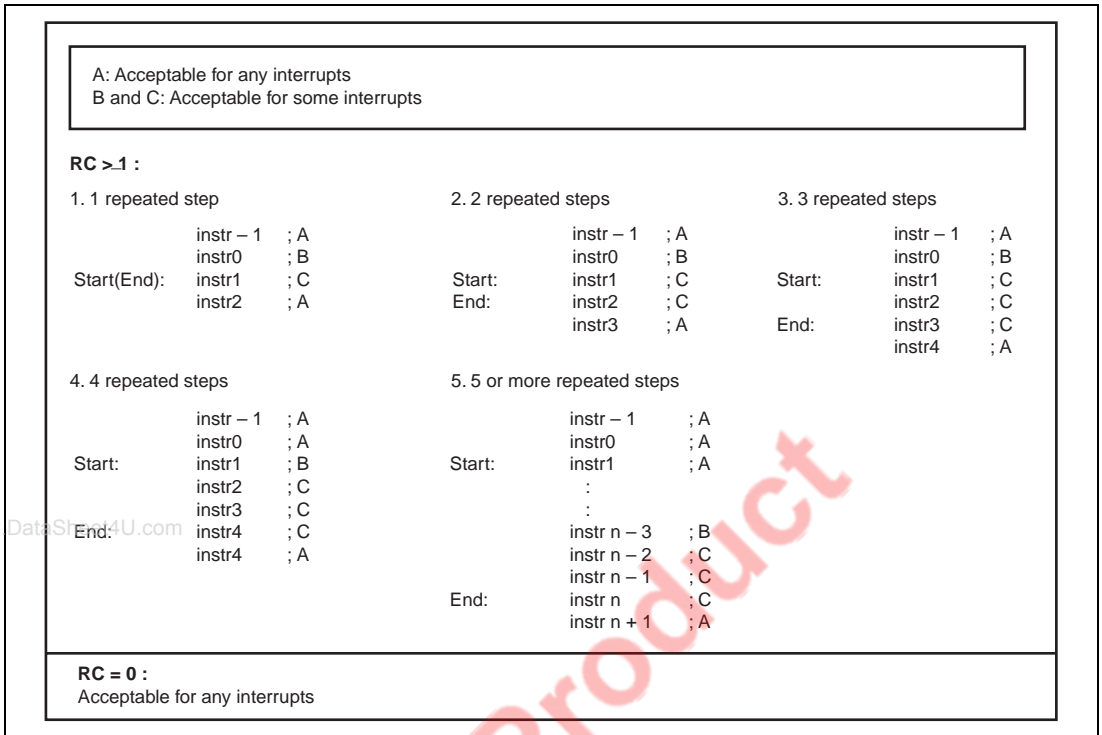 A: Acceptable for any interrupts
B and C: Acceptable for some interrupts
RC ≥ 1 :
1. 1 repeated step
instr – 1 ; A
instr0 ; B
Start(End): instr1 ; C
instr2 ; A
2. 2 repeated steps
instr – 1 ; A
instr0 ; B
Start: instr1 ; C
End: instr2 ; C
instr3 ; A
3. 3 repeated steps
instr – 1 ; A
instr0 ; B
Start: instr1 ; C
instr2 ; C
End: instr3 ; C
instr4 ; A
4. 4 repeated steps
instr – 1 ; A
instr0 ; A
Start: instr1 ; B
instr2 ; C
instr3 ; C
End: instr4 ; C
instr4 ; A
5. 5 or more repeated steps
instr – 1 ; A
instr0 ; A
Start: instr1 ; A
:
:
instr n – 3 ; B
instr n – 2 ; C
instr n – 1 ; C
End: instr n ; C
instr n + 1 ; A
RC = 0 :
Acceptable for any interrupts
DataSheet4U.com
Product